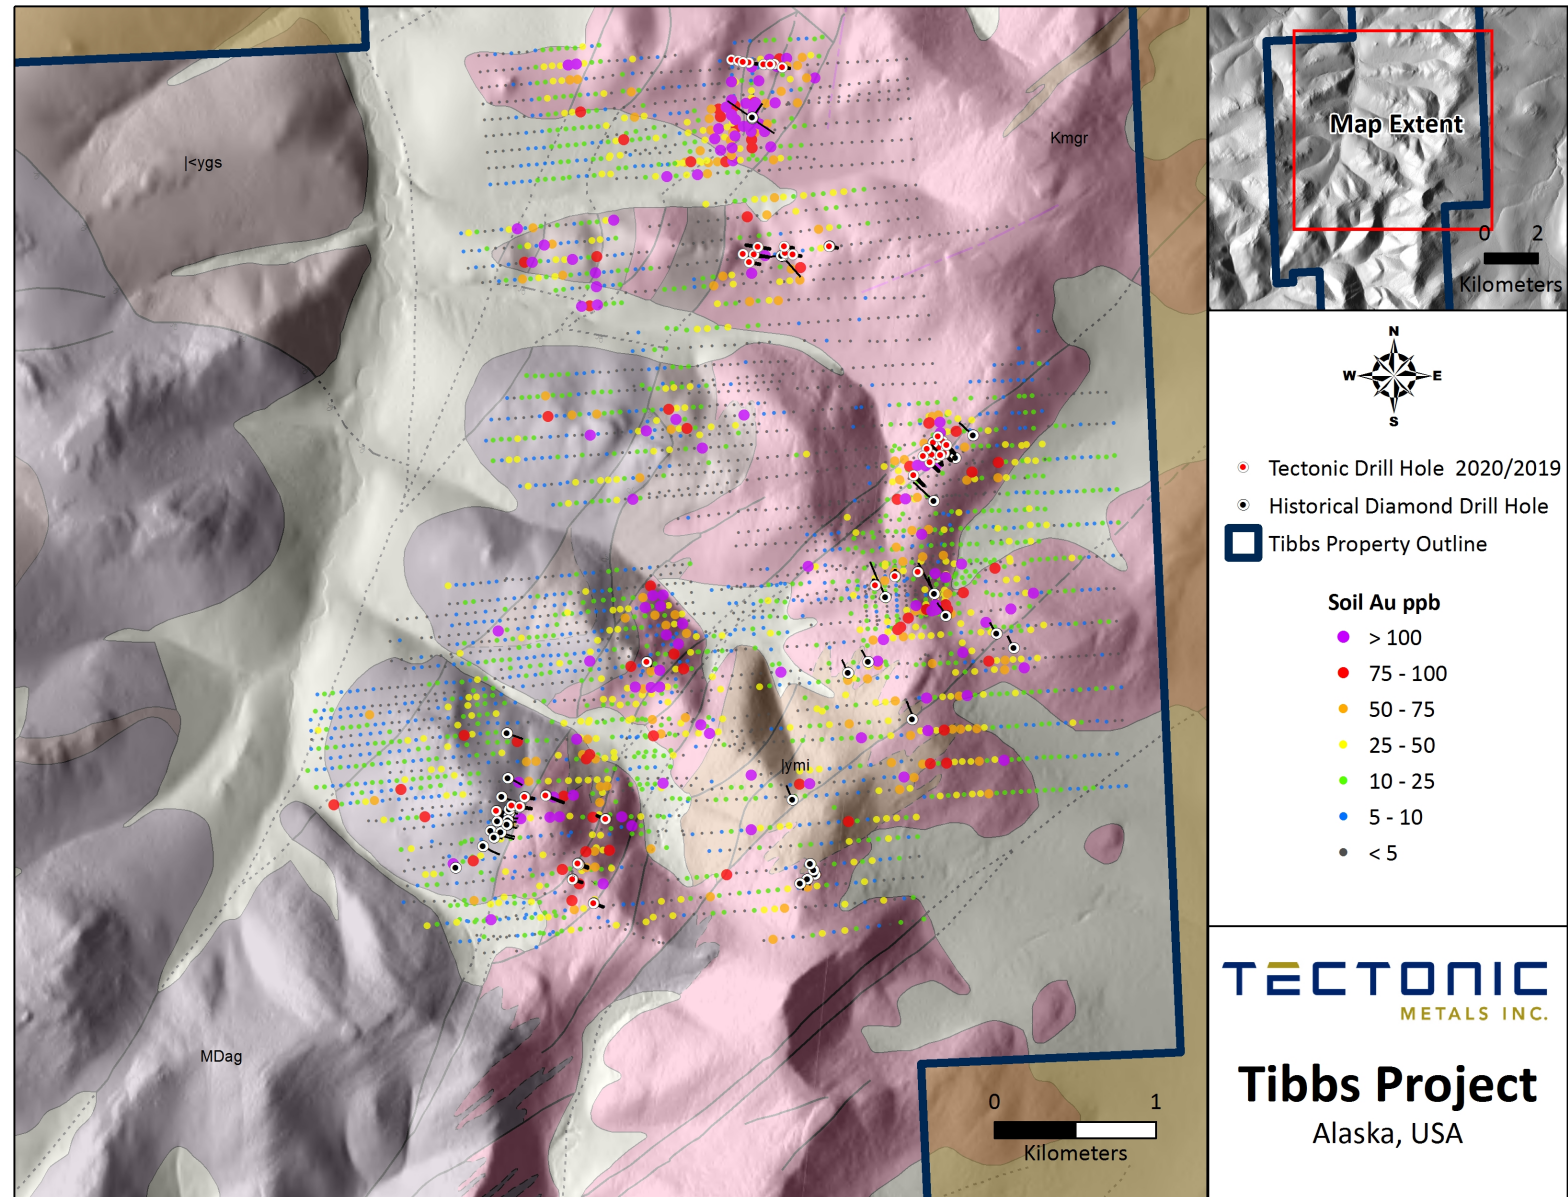 |<ygs
Kmgr
|ymi
MDag
0 1
Kilometers
Map Extent
0 2
Kilometers
N
W E
S
Tectonic Drill Hole 2020/2019
Historical Diamond Drill Hole
Tibbs Property Outline
Soil Au ppb
> 100
75 - 100
50 - 75
25 - 50
10 - 25
5 - 10
< 5
TECTONIC
METALS INC.
Tibbs Project
Alaska, USA